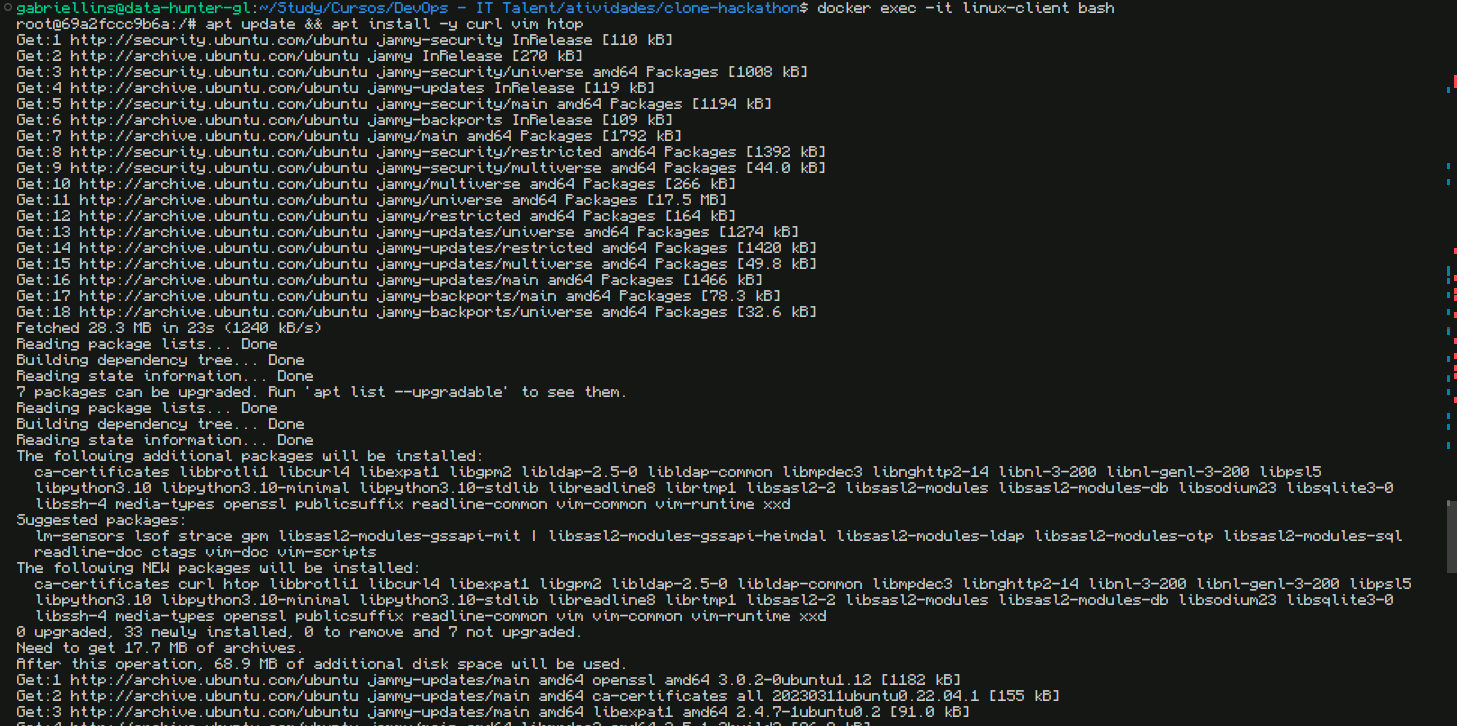 gabriellins@data-hunter-gl:~/Study/Cursos/DevOps - IT Talent/atividades/clone-hackathon$ docker exec -it linux-client bash
root@69a2fccc9b6a:/# apt update && apt install -y curl vim htop
Get:1 http://security.ubuntu.com/ubuntu jammy-security InRelease [110 kB]
Get:2 http://archive.ubuntu.com/ubuntu jammy InRelease [270 kB]
Get:3 http://security.ubuntu.com/ubuntu jammy-security/universe amd64 Packages [1008 kB]
Get:4 http://archive.ubuntu.com/ubuntu jammy-updates InRelease [119 kB]
Get:5 http://security.ubuntu.com/ubuntu jammy-security/main amd64 Packages [1194 kB]
Get:6 http://archive.ubuntu.com/ubuntu jammy-backports InRelease [109 kB]
Get:7 http://archive.ubuntu.com/ubuntu jammy/main amd64 Packages [1792 kB]
Get:8 http://security.ubuntu.com/ubuntu jammy-security/restricted amd64 Packages [1392 kB]
Get:9 http://security.ubuntu.com/ubuntu jammy-security/multiverse amd64 Packages [44.0 kB]
Get:10 http://archive.ubuntu.com/ubuntu jammy/multiverse amd64 Packages [266 kB]
Get:11 http://archive.ubuntu.com/ubuntu jammy/universe amd64 Packages [17.5 MB]
Get:12 http://archive.ubuntu.com/ubuntu jammy/restricted amd64 Packages [164 kB]
Get:13 http://archive.ubuntu.com/ubuntu jammy-updates/universe amd64 Packages [1274 kB]
Get:14 http://archive.ubuntu.com/ubuntu jammy-updates/restricted amd64 Packages [1420 kB]
Get:15 http://archive.ubuntu.com/ubuntu jammy-updates/multiverse amd64 Packages [49.8 kB]
Get:16 http://archive.ubuntu.com/ubuntu jammy-updates/main amd64 Packages [1466 kB]
Get:17 http://archive.ubuntu.com/ubuntu jammy-backports/main amd64 Packages [78.3 kB]
Get:18 http://archive.ubuntu.com/ubuntu jammy-backports/universe amd64 Packages [32.6 kB]
Fetched 28.3 MB in 23s (1240 kB/s)
Reading package lists... Done
Building dependency tree... Done
Reading state information... Done
7 packages can be upgraded. Run 'apt list --upgradable' to see them.
Reading package lists... Done
Building dependency tree... Done
Reading state information... Done
The following additional packages will be installed:
ca-certificates libbrotli1 libcurl4 libexpat1 libgpm2 libldap-2.5-0 libldap-common libmpdec3 libnghttp2-14 libnl-3-200 libnl-genl-3-200 libpsl5
libpython3.10 libpython3.10-minimal libpython3.10-stdlib libreadline8 librtmp1 libsasl2-2 libsasl2-modules libsasl2-modules-db libsodium23 libsqlite3-0
libssh-4 media-types openssl publicsuffix readline-common vim-common vim-runtime xxd
Suggested packages:
lm-sensors lsof strace gpm libsasl2-modules-gssapi-mit | libsasl2-modules-gssapi-heimdal libsasl2-modules-ldap libsasl2-modules-otp libsasl2-modules-sql
readline-doc ctags vim-doc vim-scripts
The following NEW packages will be installed:
ca-certificates curl htop libbrotli1 libcurl4 libexpat1 libgpm2 libldap-2.5-0 libldap-common libmpdec3 libnghttp2-14 libnl-3-200 libnl-genl-3-200 libpsl5
libpython3.10 libpython3.10-minimal libpython3.10-stdlib libreadline8 librtmp1 libsasl2-2 libsasl2-modules libsasl2-modules-db libsodium23 libsqlite3-0
libssh-4 media-types openssl publicsuffix readline-common vim vim-common vim-runtime xxd
0 upgraded, 33 newly installed, 0 to remove and 7 not upgraded.
Need to get 17.7 MB of archives.
After this operation, 68.9 MB of additional disk space will be used.
Get:1 http://archive.ubuntu.com/ubuntu jammy-updates/main amd64 openssl amd64 3.0.2-0ubuntu1.12 [1182 kB]
Get:2 http://archive.ubuntu.com/ubuntu jammy-updates/main amd64 ca-certificates all 20230311ubuntu0.22.04.1 [155 kB]
Get:3 http://archive.ubuntu.com/ubuntu jammy-updates/main amd64 libexpat1 amd64 2.4.7-1ubuntu0.2 [91.0 kB]